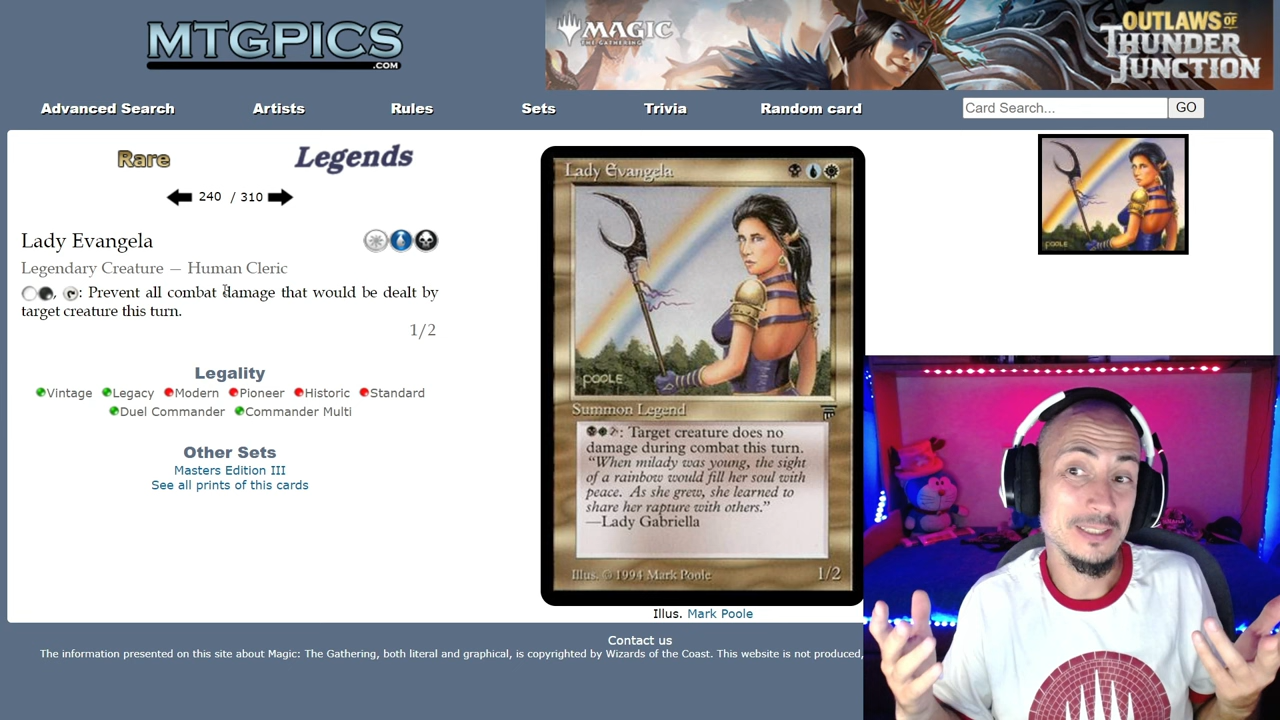 MTGPICS
.COM
MAGIC
THE GATHERING
OUTLAWS OF
THUNDER
JUNCTION
Advanced Search
Artists
Rules
Sets
Trivia
Random card
Card Search...
GO
Rare
Legends
240 / 310
Lady Evangela
Legendary Creature — Human Cleric
, : Prevent all combat damage that would be dealt by
target creature this turn.
1/2
Legality
Vintage Legacy Modern Pioneer Historic Standard
Duel Commander Commander Multi
Other Sets
Masters Edition III
See all prints of this cards
Lady Evangela
POOLE
Summon Legend
: Target creature does no
damage during combat this turn.
“When milady was young, the sight
of a rainbow would fill her soul with
peace. As she grew, she learned to
share her rapture with others.”
—Lady Gabriella
Illus. © 1994 Mark Poole
1/2
Illus. Mark Poole
POOLE
Contact us
The information presented on this site about Magic: The Gathering, both literal and graphical, is copyrighted by Wizards of the Coast. This website is not produced,